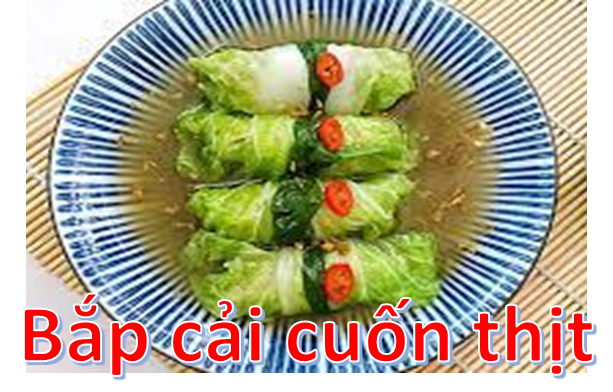 Bắp cải cuốn thịt